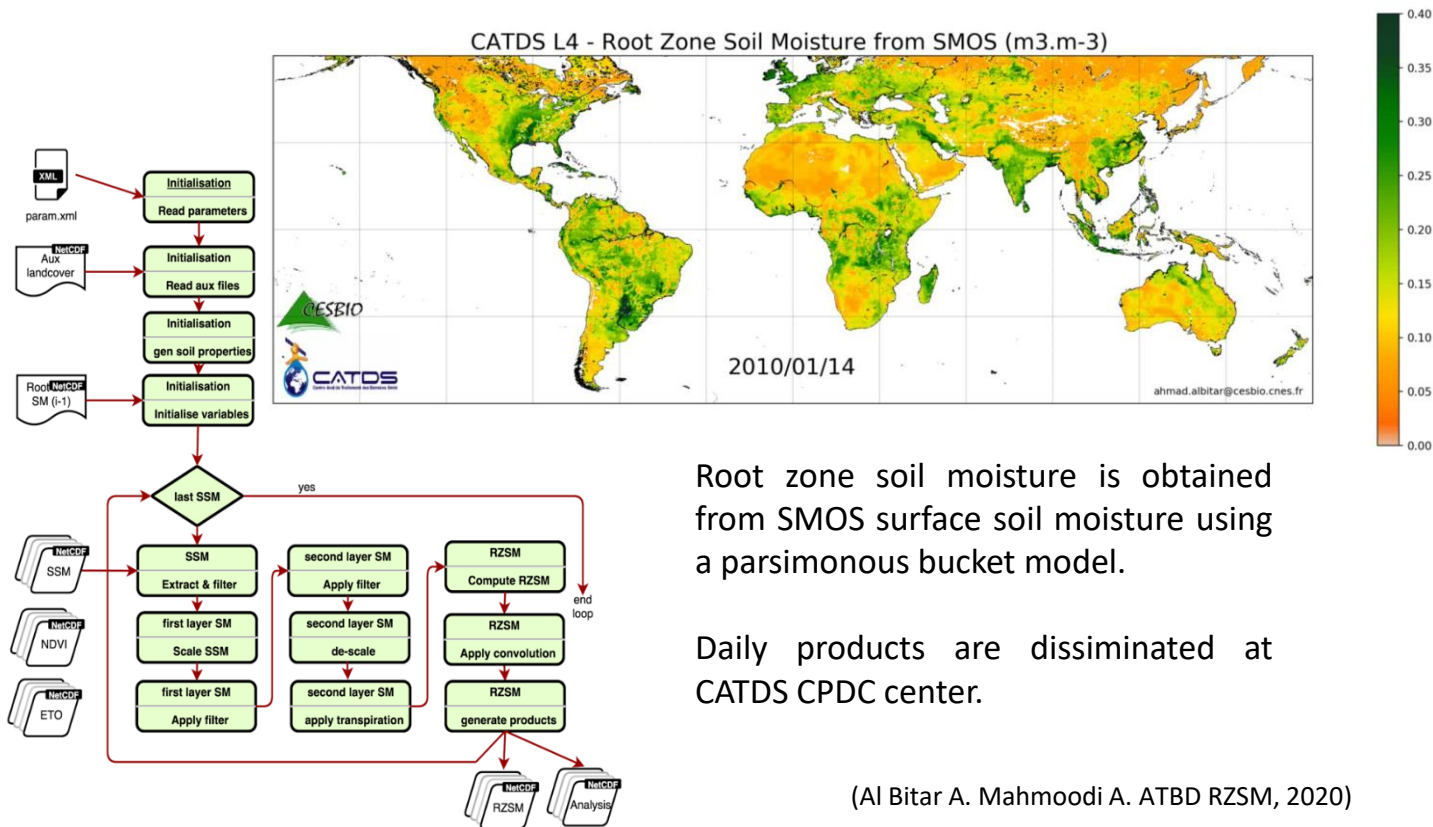 CATDS L4 - Root Zone Soil Moisture from SMOS (m3.m-3)
0.40
0.35
0.30
0.25
0.20
0.15
0.10
0.05
0.00
CESBIO
CATDS
2010/01/14
ahmad.albitar@cesbio.cnes.fr
XML
param.xml
Initialisation
Read parameters
NetCDF
Aux
landcover
Initialisation
Read aux files
Initialisation
gen soil properties
NetCDF
Root
SM (i-1)
Initialisation
Initialise variables
last SSM
yes
end
loop
NetCDF
SSM
NetCDF
NDVI
NetCDF
ETO
SSM
Extract & filter
first layer SM
Scale SSM
first layer SM
Apply filter
second layer SM
Apply filter
second layer SM
de-scale
second layer SM
apply transpiration
RZSM
Compute RZSM
RZSM
Apply convolution
RZSM
generate products
NetCDF
RZSM
NetCDF
Analysis
Root zone soil moisture is obtained
from SMOS surface soil moisture using
a parsimonous bucket model.
Daily products are dissiminated at
CATDS CPDC center.
(Al Bitar A. Mahmoodi A. ATBD RZSM, 2020)